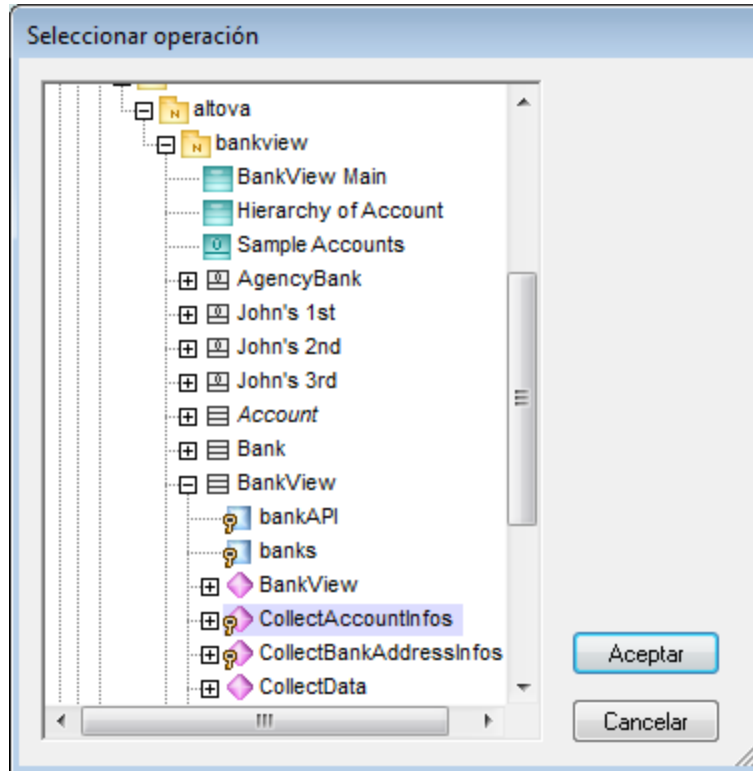 Seleccionar operación
altova
bankview
BankView Main
Hierarchy of Account
Sample Accounts
AgencyBank
John's 1st
John's 2nd
John's 3rd
Account
Bank
BankView
bankAPI
banks
BankView
CollectAccountInfos
CollectBankAddressInfos
CollectData
Aceptar
Cancelar